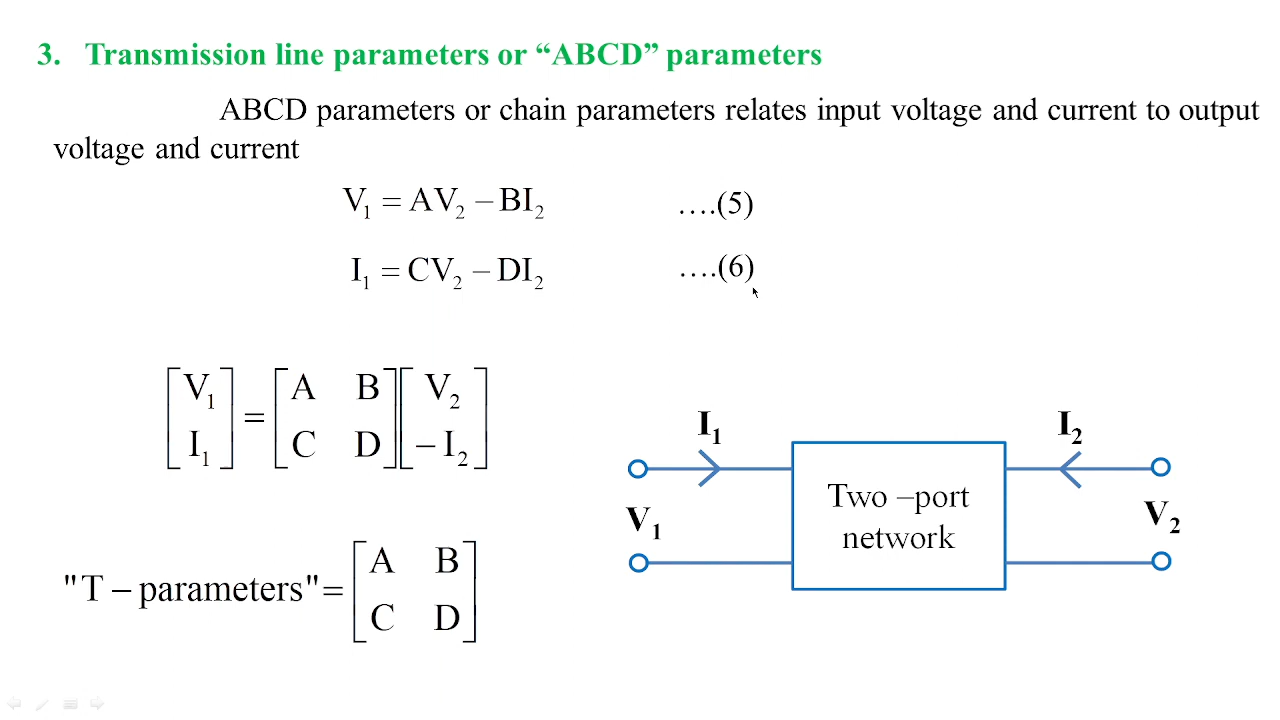 3. Transmission line parameters or “ABCD” parameters
ABCD parameters or chain parameters relates input voltage and current to output
voltage and current
V₁ = AV₂ – BI₂ ….(5)
I₁ = CV₂ – DI₂ ….(6)
[V₁ I₁] = [A B C D] [V₂ – I₂]
"T – parameters" = [A B C D]
I₁
I₂
V₁
V₂
Two –port
network